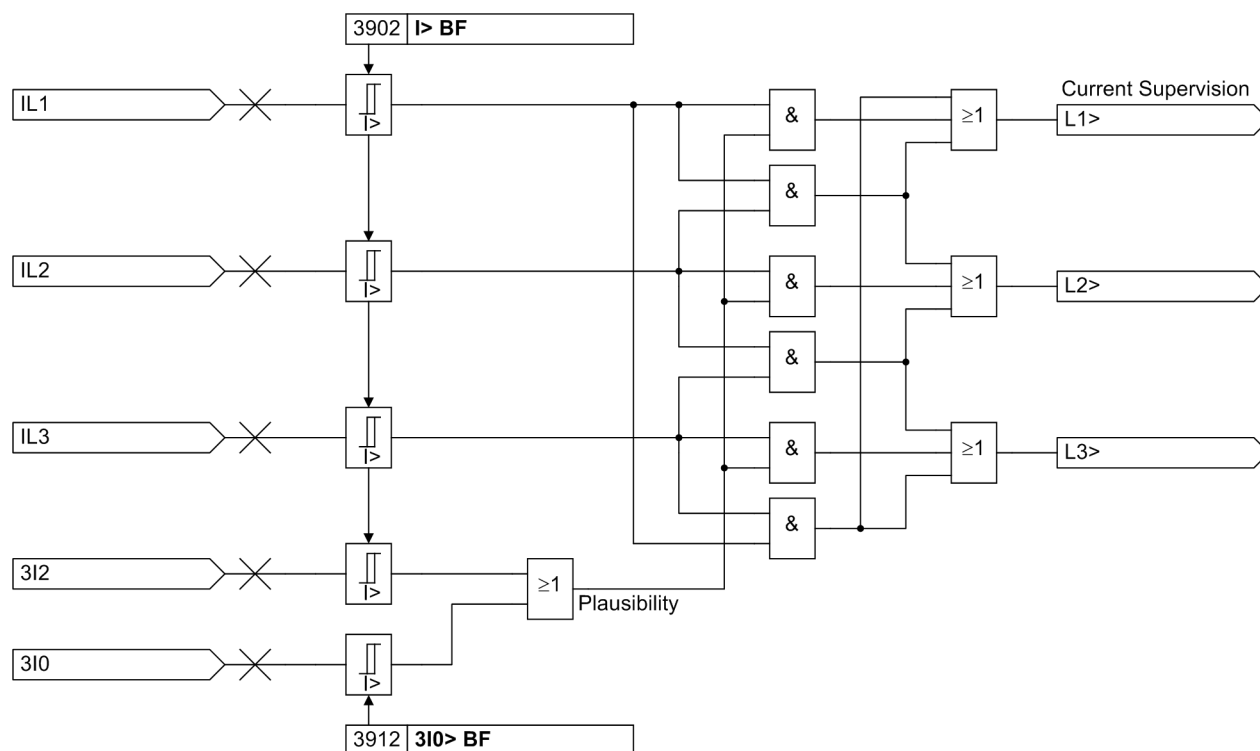 3902 I> BF
Current Supervision
IL1
I>
&
≥1
L1>
&
IL2
I>
&
≥1
L2>
&
IL3
I>
&
≥1
L3>
&
3I2
I>
≥1
Plausibility
3I0
I>
3912 3I0> BF